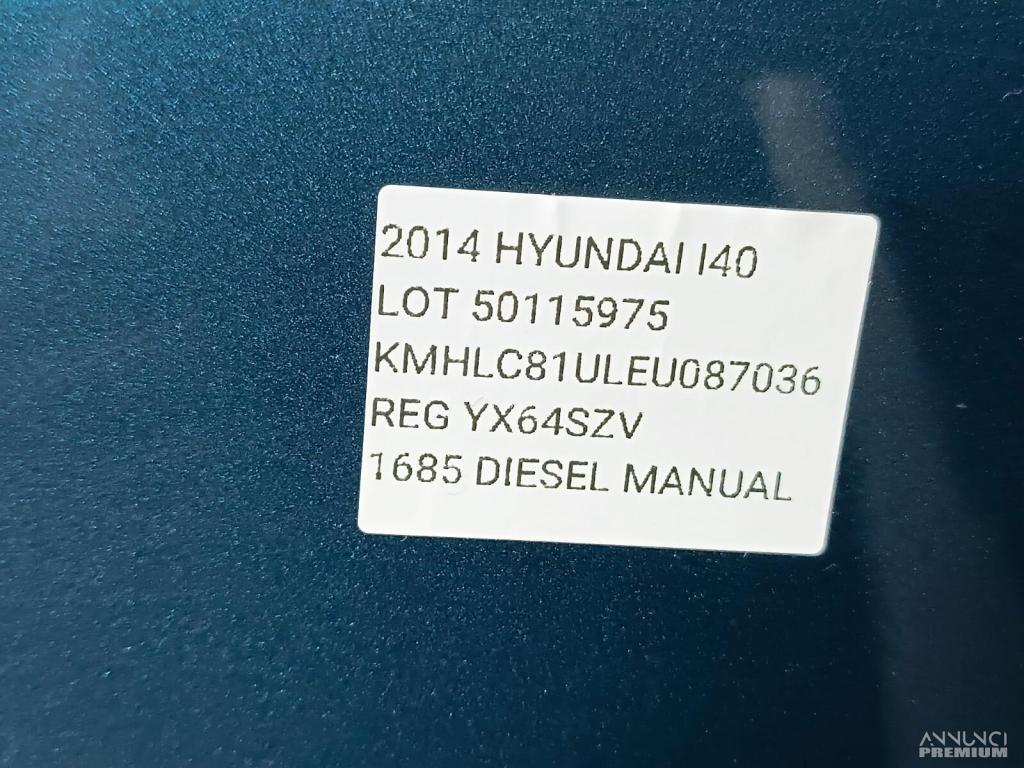 2014 HYUNDAI I40
LOT 50115975
KMHLC81ULEU087036
REG YX64SZV
1685 DIESEL MANUAL
ANNUNCI
PREMIUM